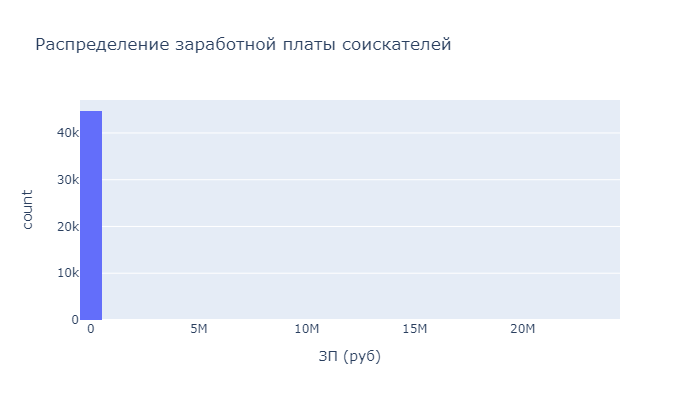 Распределение заработной платы соискателей
40k
30k
20k
10k
0
count
0 5M 10M 15M 20M
ЗП (руб)